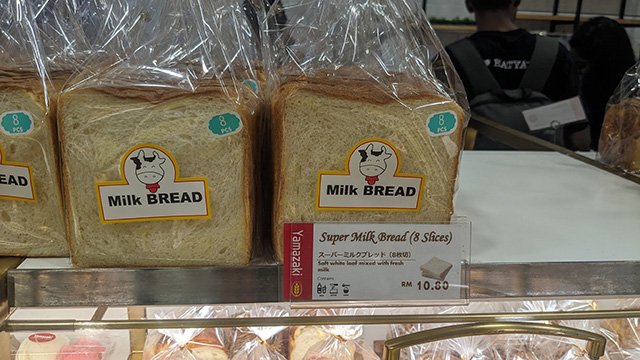 8
PCS
8
PCS
8
PCS
EAD
Milk BREAD
Milk BREAD
Yamazaki
Super Milk Bread (8 Slices)
スーパーミルクブレッド（8枚切）
Soft white loaf mixed with fresh
milk
Contains
RM 10.80